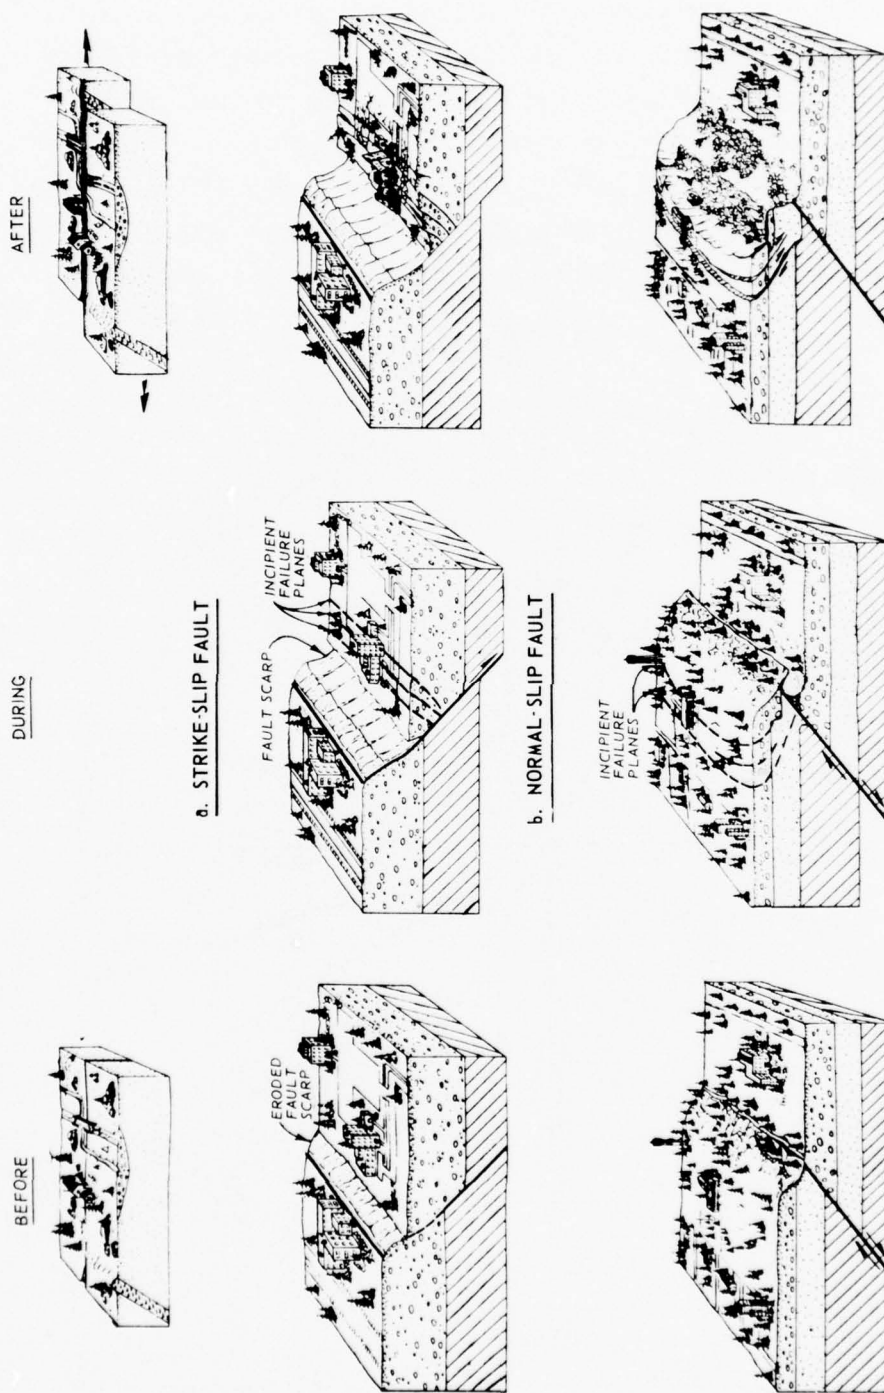 BEFORE
DURING
AFTER
a. STRIKE-SLIP FAULT
ERODED
FAULT
SCARP
FAULT SCARP
INCIPIENT
FAILURE
PLANES
b. NORMAL-SLIP FAULT
INCIPIENT
FAILURE
PLANES